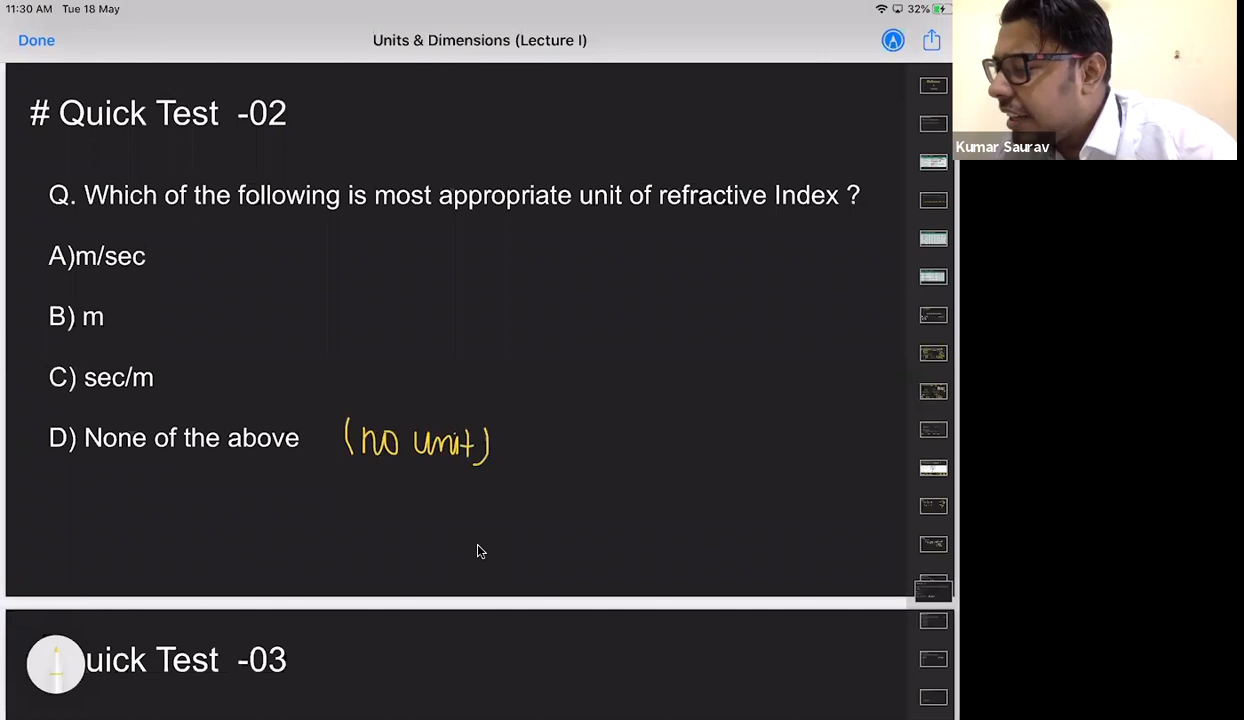 11:30 AM Tue 18 May
32%
Done
Units & Dimensions (Lecture I)
# Quick Test -02
Kumar Saurav
Q. Which of the following is most appropriate unit of refractive Index ?
A)m/sec
B) m
C) sec/m
D) None of the above (no unit)
uick Test -03